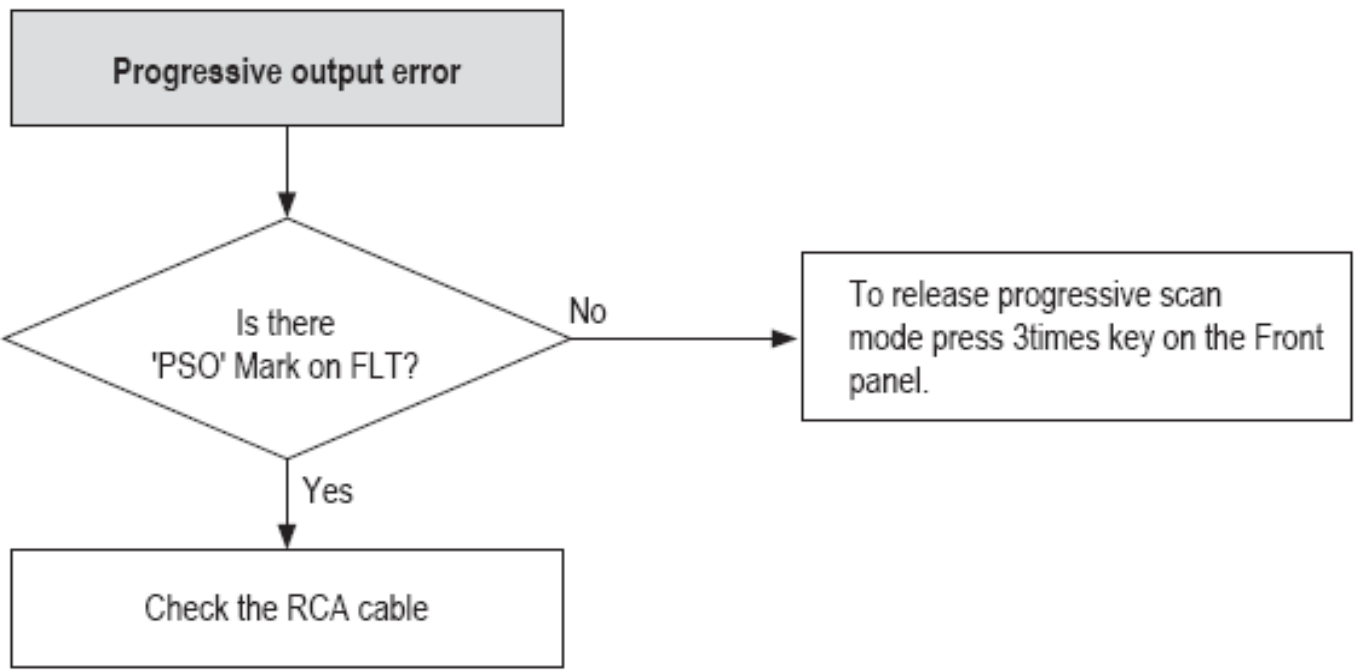 Progressive output error
Is there
'PSO' Mark on FLT?
No
To release progressive scan
mode press 3times key on the Front
panel.
Yes
Check the RCA cable